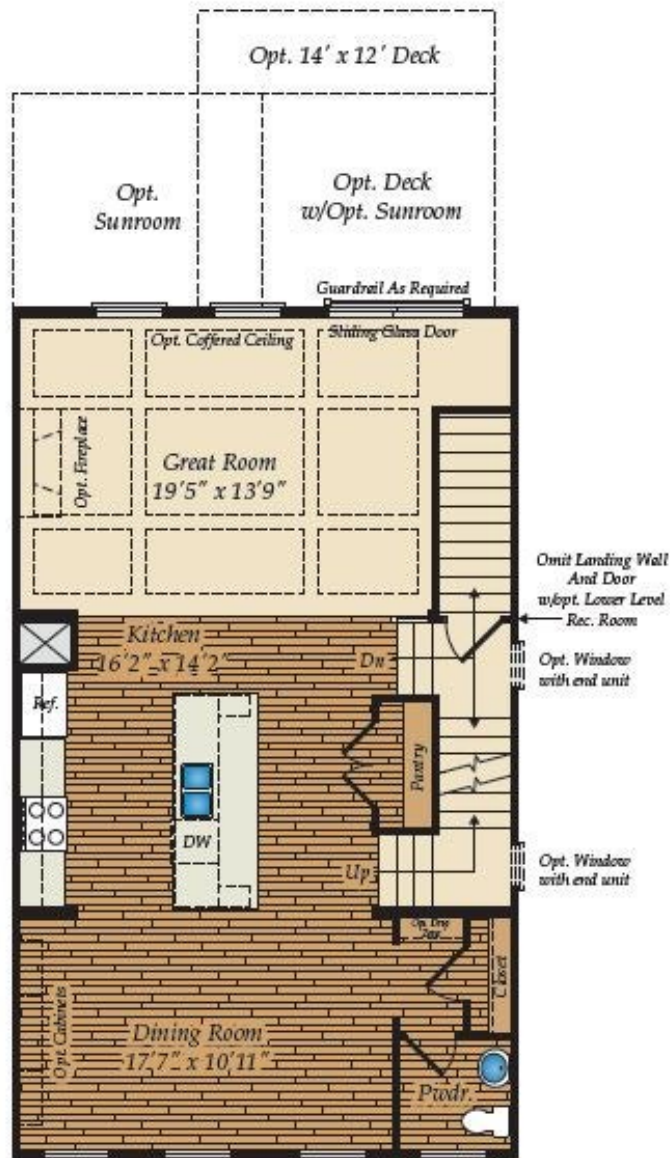 Opt. 14' x 12' Deck
Opt.
Sunroom
Opt. Deck
w/Opt. Sunroom
Guardrail As Required
Opt. Coffered Ceiling
Sliding Glass Door
Opt. Fireplace
Great Room
19'5" x 13'9"
Omit Landing Wall
And Door
w/opt. Lower Level
Rec. Room
Kitchen
16'2" x 14'2"
Dn
Opt. Window
with end unit
Ref.
Pantry
DW
Up
Opt. Window
with end unit
Closet
Opt. Cabinets
Dining Room
17'7" x 10'11"
Pwdr.